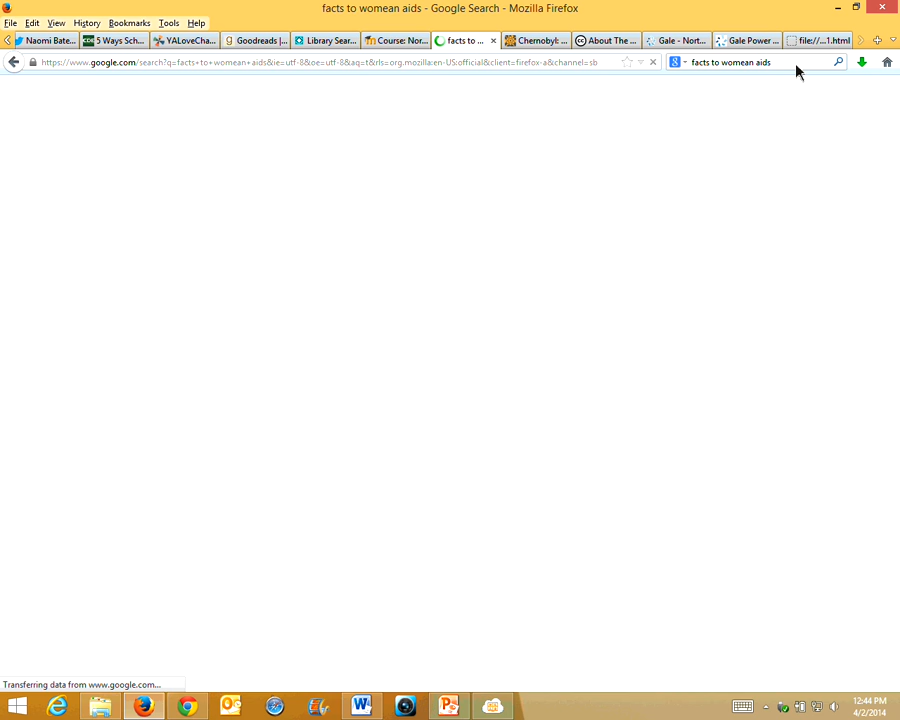 facts to womean aids - Google Search - Mozilla Firefox
File Edit View History Bookmarks Tools Help
Naomi Bate... 5 Ways Sch... YALoveCha... Goodreads |... Library Sear... Course: Nor... facts to ... Chernobyl: ... About The ... Gale - Nort... Gale Power ... file://...1.html
https://www.google.com/search?q=facts+to+womean+aids&ie=utf-8&oe=utf-8&aq=t&rls=org.mozilla:en-US:official&client=firefox-a&channel=sb facts to womean aids
Transferring data from www.google.com...
12:44 PM
4/2/2014